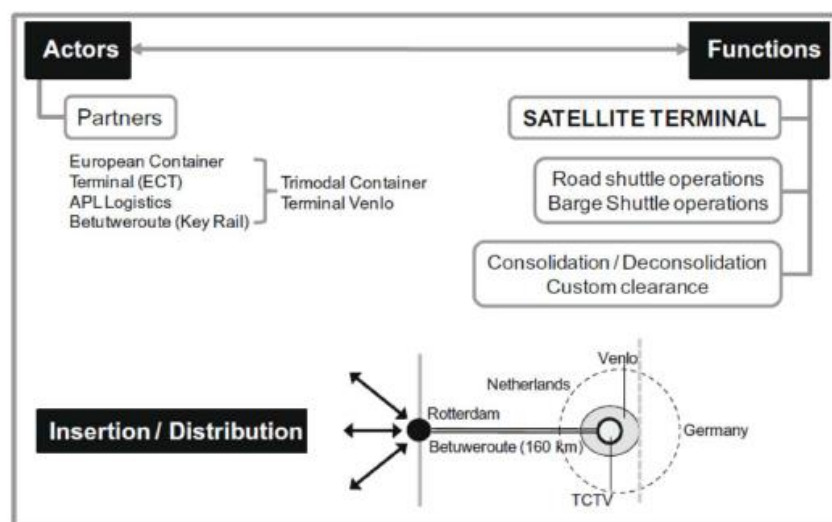 Actors
Functions
Partners
European Container
Terminal (ECT)
APL Logistics
Betutweroute (Key Rail)
Trimodal Container
Terminal Venlo
SATELLITE TERMINAL
Road shuttle operations
Barge Shuttle operations
Consolidation / Deconsolidation
Custom clearance
Insertion / Distribution
Venlo
Netherlands
Rotterdam
Germany
Betuweroute (160 km)
TCTV